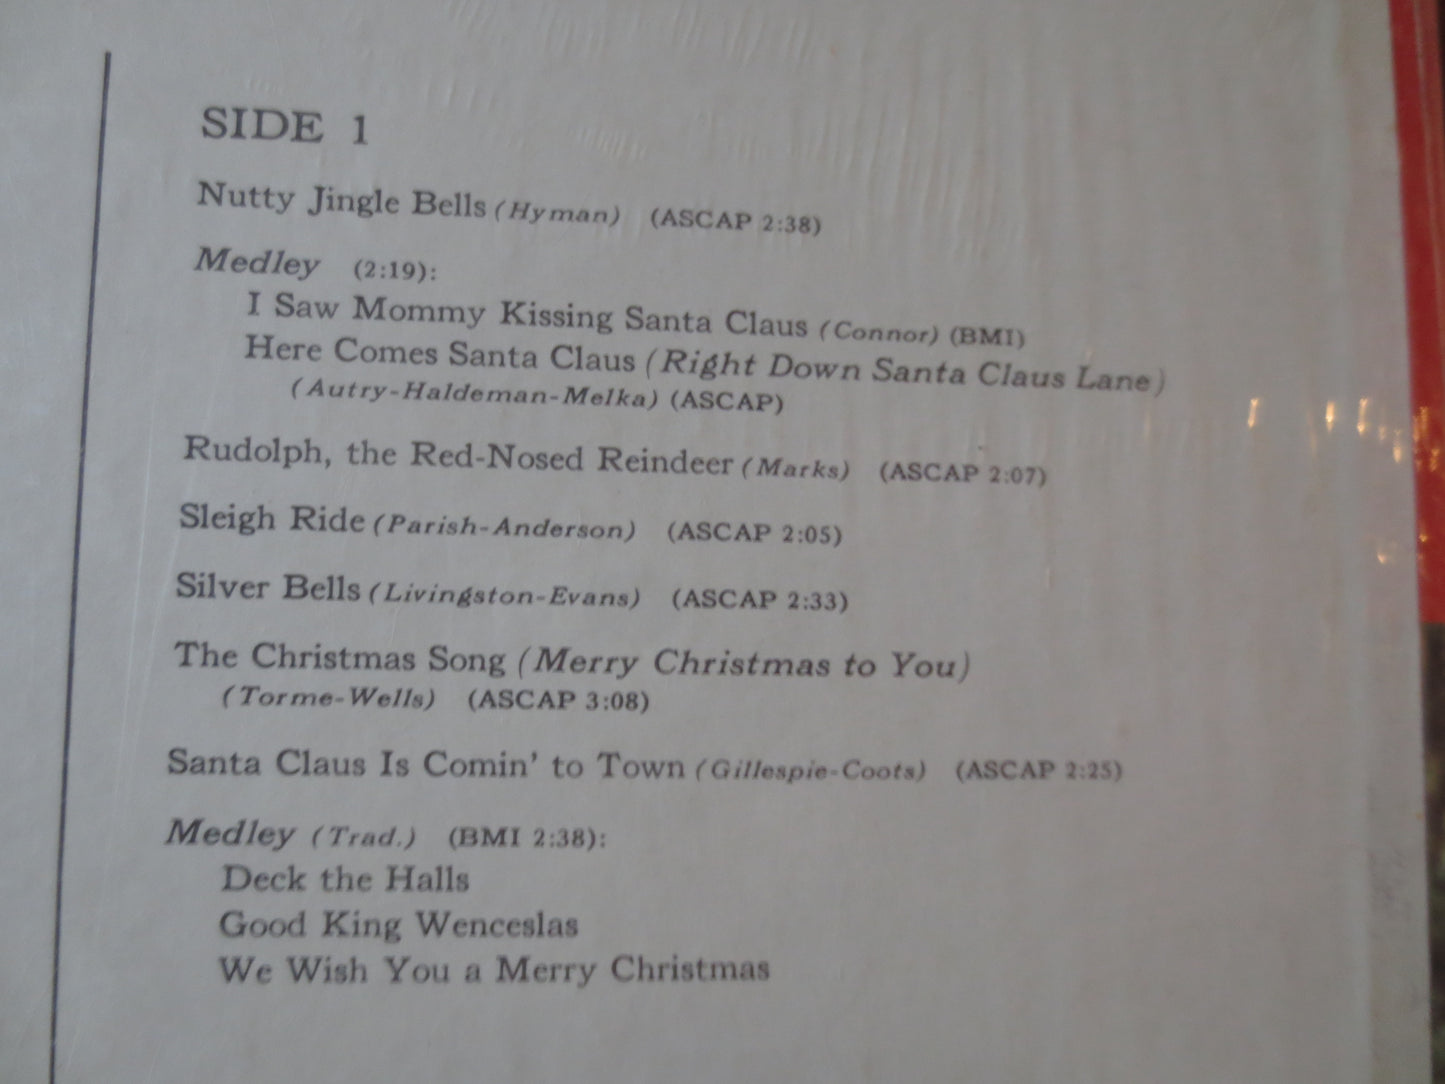 SIDE 1
Nutty Jingle Bells (Hyman) (ASCAP 2:38)
Medley (2:19):
I Saw Mommy Kissing Santa Claus (Connor) (BMI)
Here Comes Santa Claus (Right Down Santa Claus Lane)
(Autry-Haldeman-Melka) (ASCAP)
Rudolph, the Red-Nosed Reindeer (Marks) (ASCAP 2:07)
Sleigh Ride (Parish-Anderson) (ASCAP 2:05)
Silver Bells (Livingston-Evans) (ASCAP 2:33)
The Christmas Song (Merry Christmas to You)
(Torme-Wells) (ASCAP 3:08)
Santa Claus Is Comin' to Town (Gillespie-Coots) (ASCAP 2:25)
Medley (Trad.) (BMI 2:38):
Deck the Halls
Good King Wenceslas
We Wish You a Merry Christmas